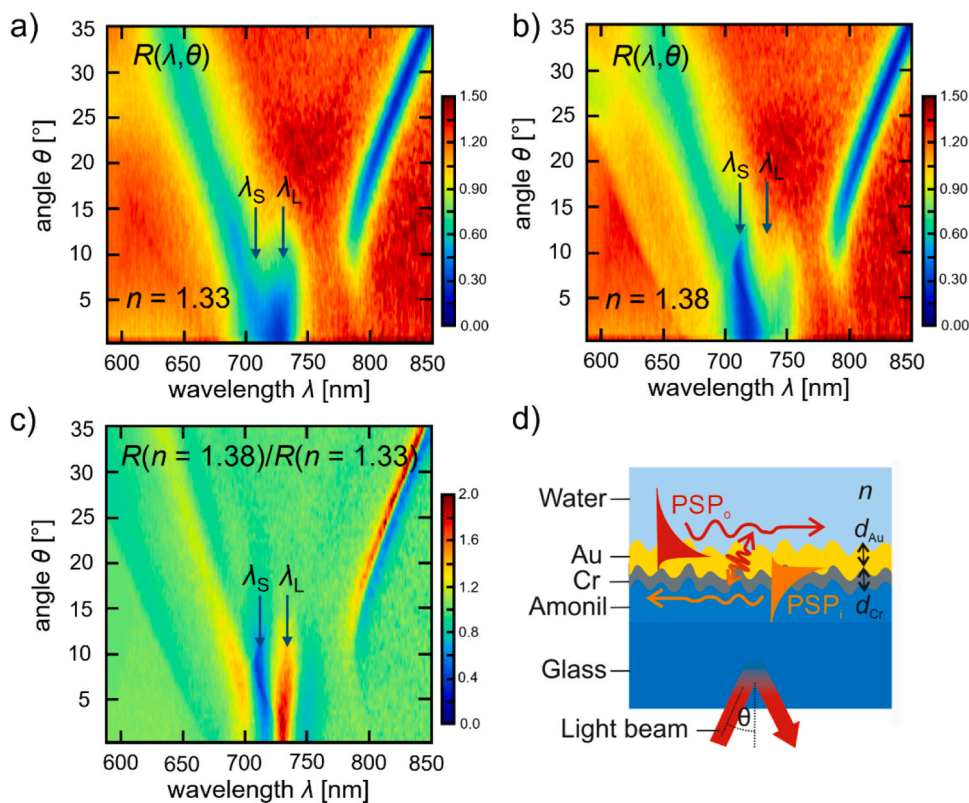 a)
R(λ,θ)
λS
λL
n = 1.33
angle θ [°]
35
30
25
20
15
10
5
600
650
700
750
800
850
wavelength λ [nm]
1.50
1.20
0.90
0.60
0.30
0.00
b)
R(λ,θ)
λS
λL
n = 1.38
angle θ [°]
35
30
25
20
15
10
5
600
650
700
750
800
850
wavelength λ [nm]
1.50
1.20
0.90
0.60
0.30
0.00
c)
R(n = 1.38)/R(n = 1.33)
λS
λL
angle θ [°]
35
30
25
20
15
10
5
600
650
700
750
800
850
wavelength λ [nm]
2.0
1.6
1.2
0.8
0.4
0.0
d)
Water
n
PSPo
dAu
Au
Cr
Amonil
PSPi
dCr
Glass
θ
Light beam